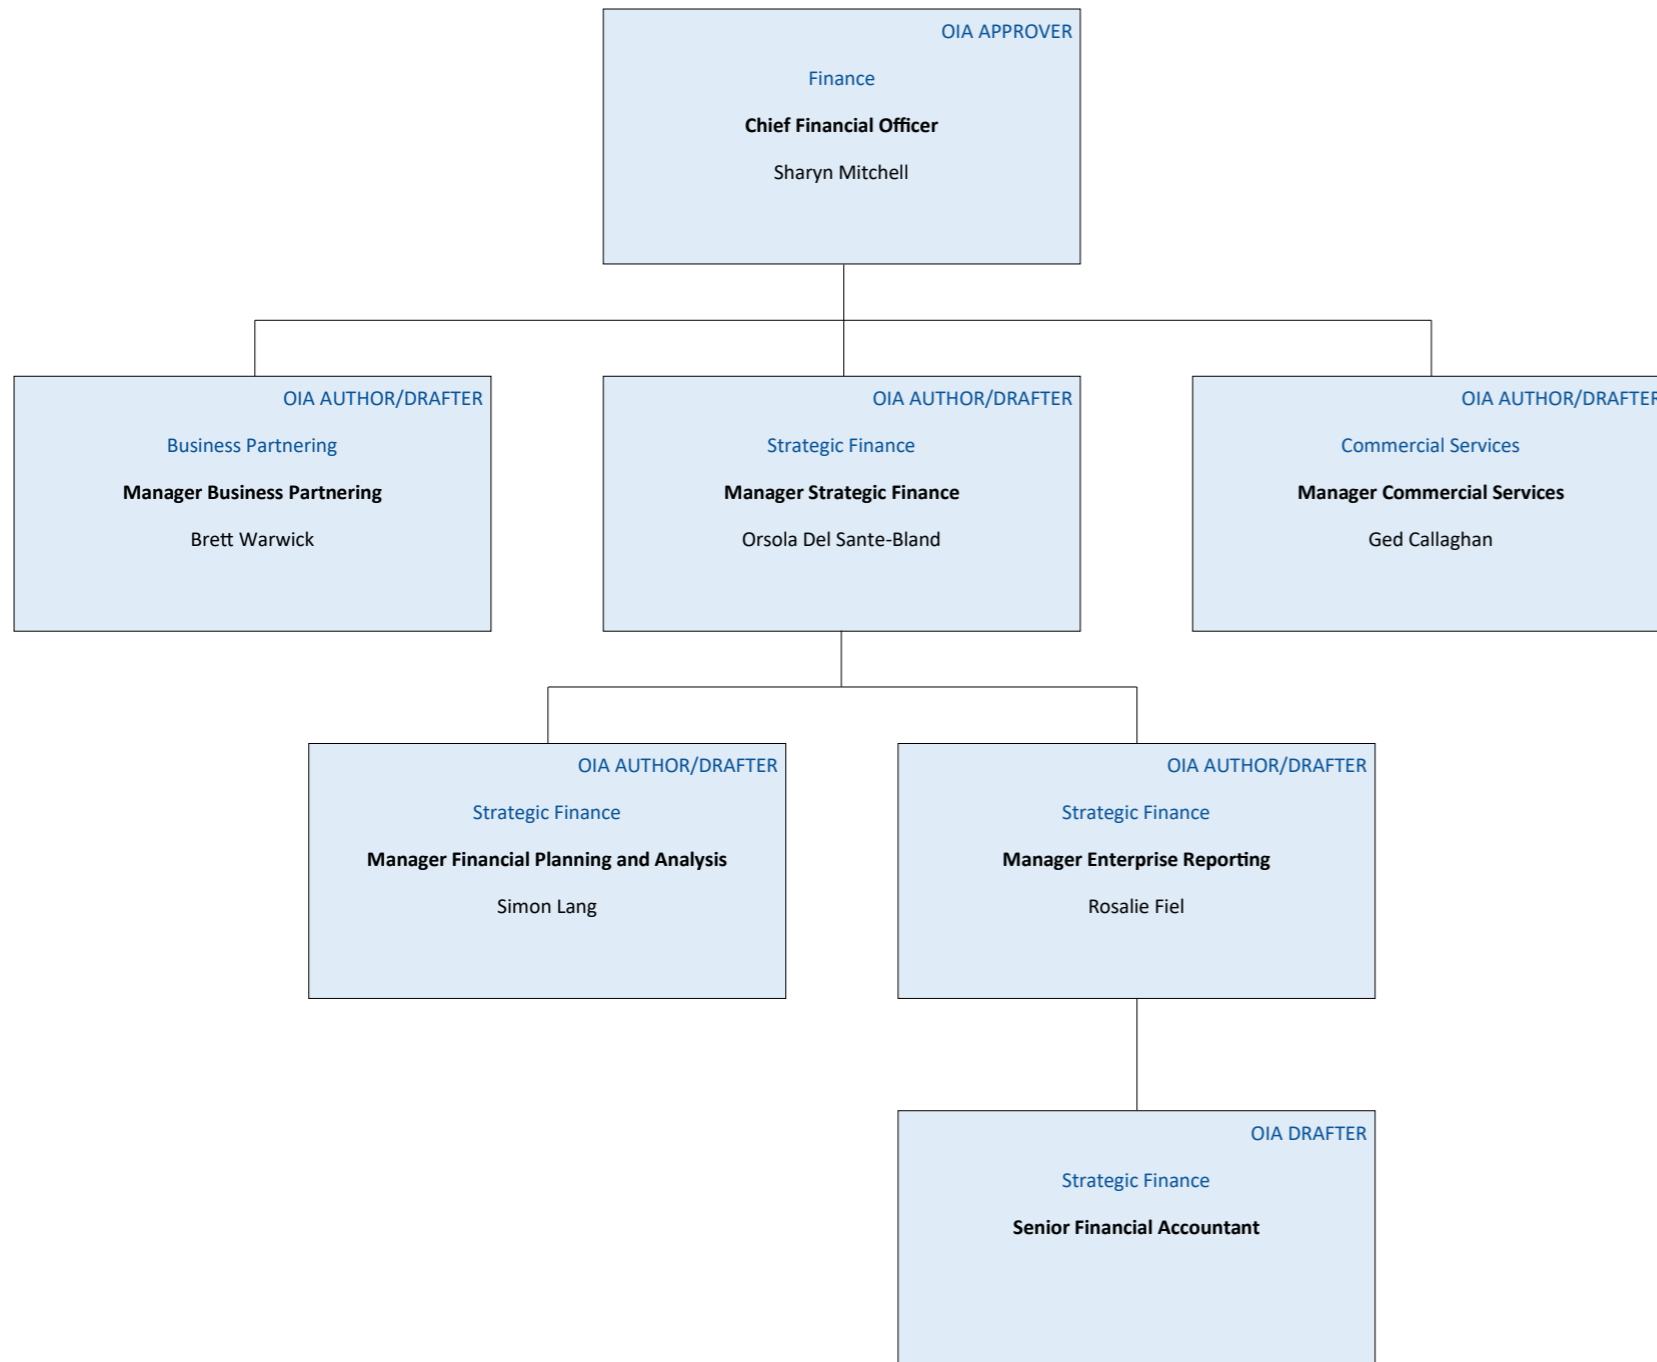 OIA APPROVER
Finance
Chief Financial Officer
Sharyn Mitchell
OIA AUTHOR/DRAFTER
Business Partnering
Manager Business Partnering
Brett Warwick
OIA AUTHOR/DRAFTER
Strategic Finance
Manager Strategic Finance
Orsola Del Sante-Bland
OIA AUTHOR/DRAFTER
Commercial Services
Manager Commercial Services
Ged Callaghan
OIA AUTHOR/DRAFTER
Strategic Finance
Manager Financial Planning and Analysis
Simon Lang
OIA AUTHOR/DRAFTER
Strategic Finance
Manager Enterprise Reporting
Rosalie Fiel
OIA DRAFTER
Strategic Finance
Senior Financial Accountant